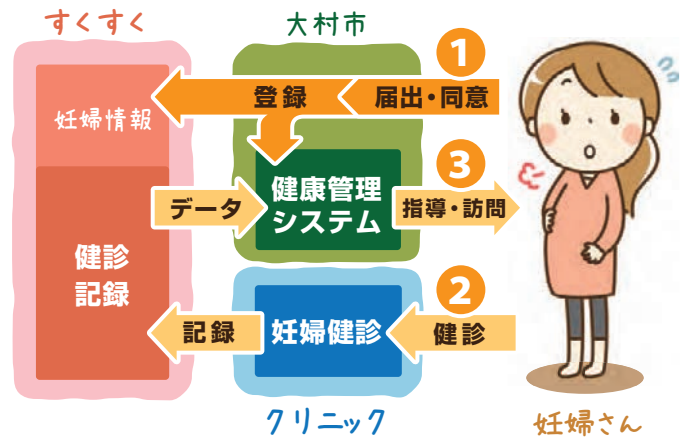 すくすく
大村市
妊婦情報
健診
記録
登録
届出・同意
1
健康管理
システム
データ
3
指導・訪問
記録
妊婦健診
2
健診
クリニック
妊婦さん